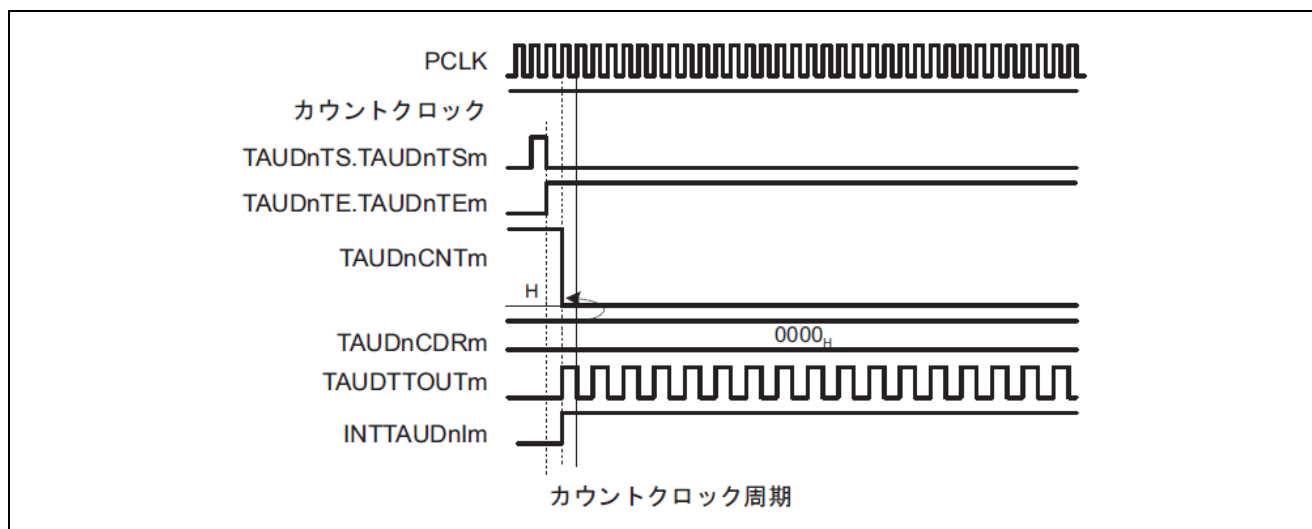 PCLK
カウントクロック
TAUDnTS.TAUDnTSm
TAUDnTE.TAUDnTEm
TAUDnCNTm
H
TAUDnCDRm
0000H
TAUDTTOUTm
INTTAUDnIm
カウントクロック周期